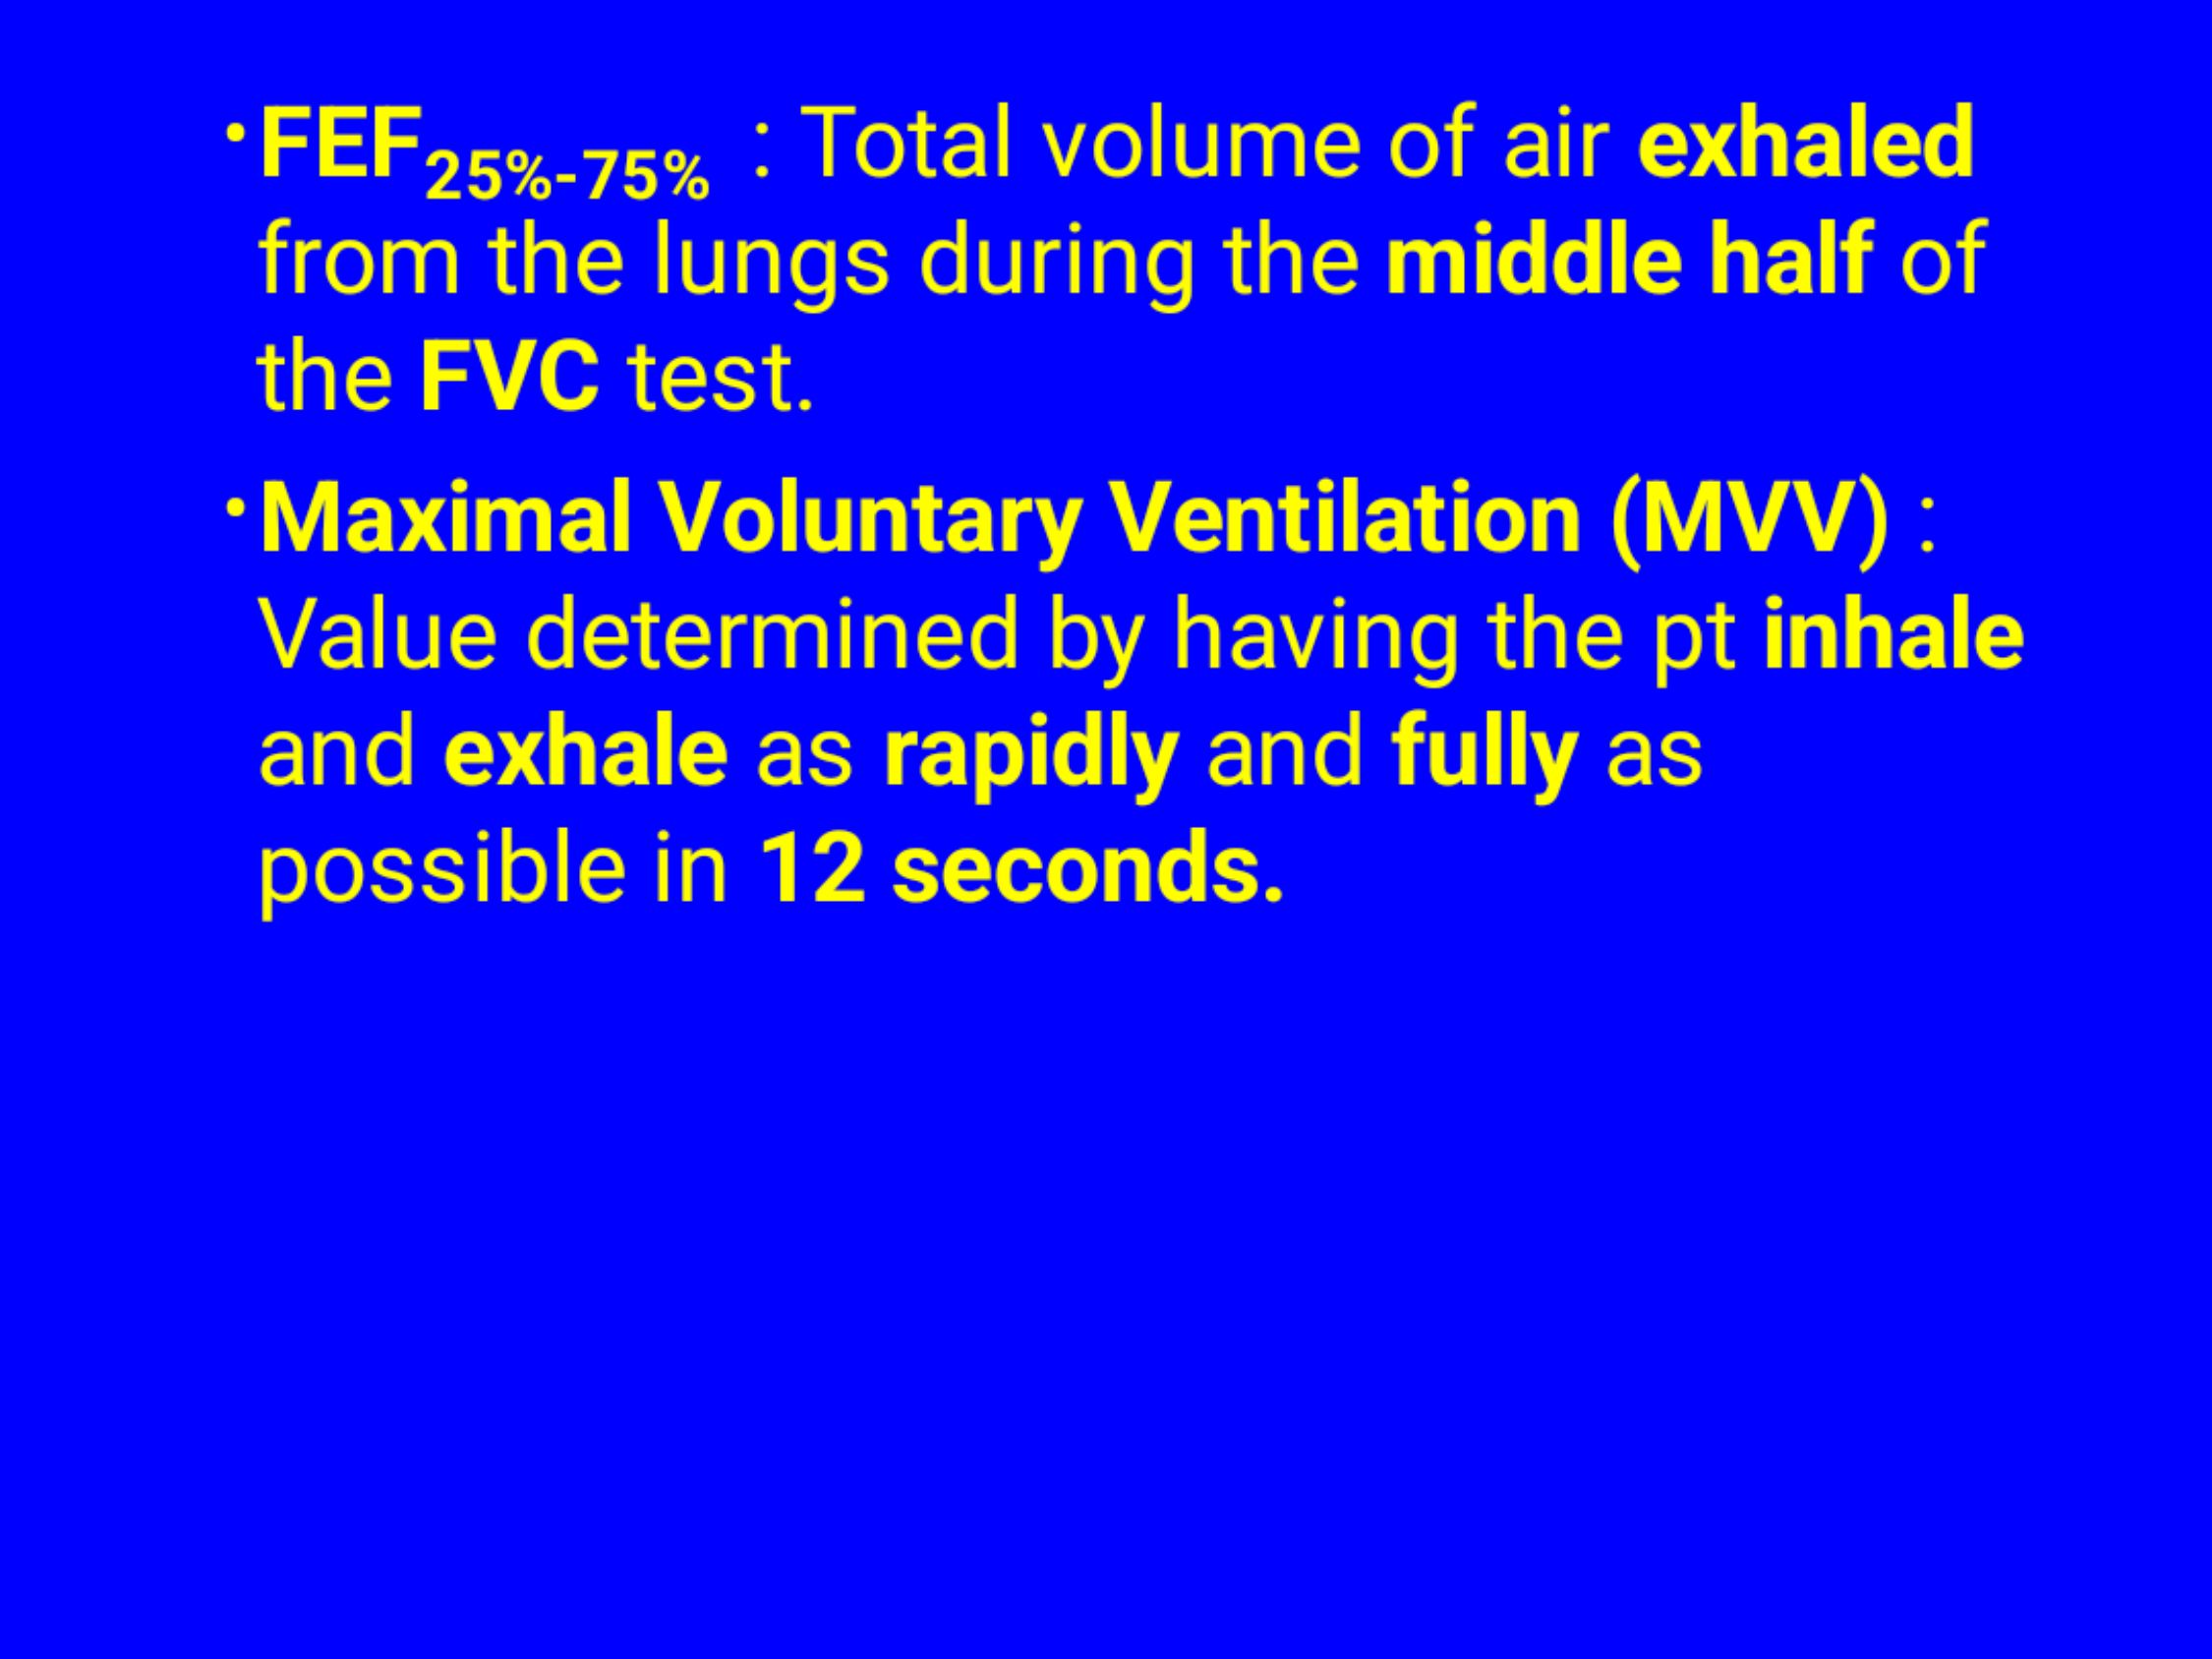 •FEF25%-75% : Total volume of air exhaled
from the lungs during the middle half of
the FVC test.
•Maximal Voluntary Ventilation (MVV) :
Value determined by having the pt inhale
and exhale as rapidly and fully as
possible in 12 seconds.